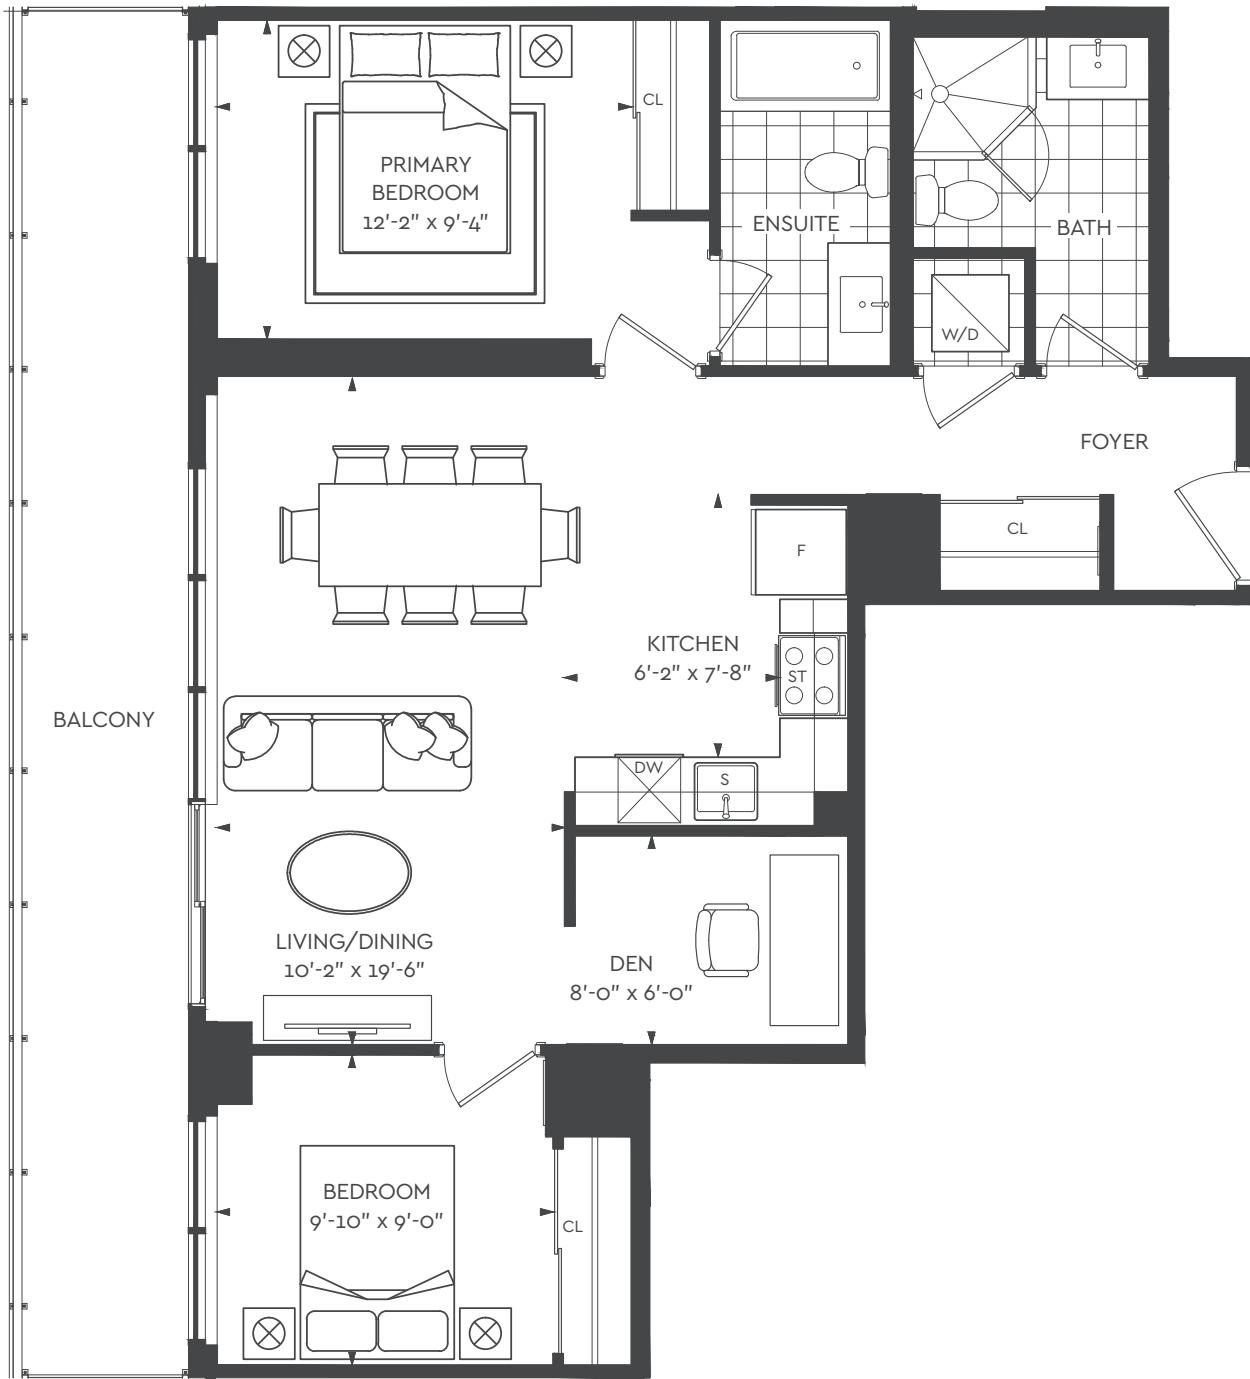 CL
PRIMARY
BEDROOM
12'-2" x 9'-4"
ENSUITE
BATH
W/D
FOYER
CL
F
KITCHEN
6'-2" x 7'-8"
ST
BALCONY
DW
S
LIVING/DINING
10'-2" x 19'-6"
DEN
8'-0" x 6'-0"
BEDROOM
9'-10" x 9'-0"
CL